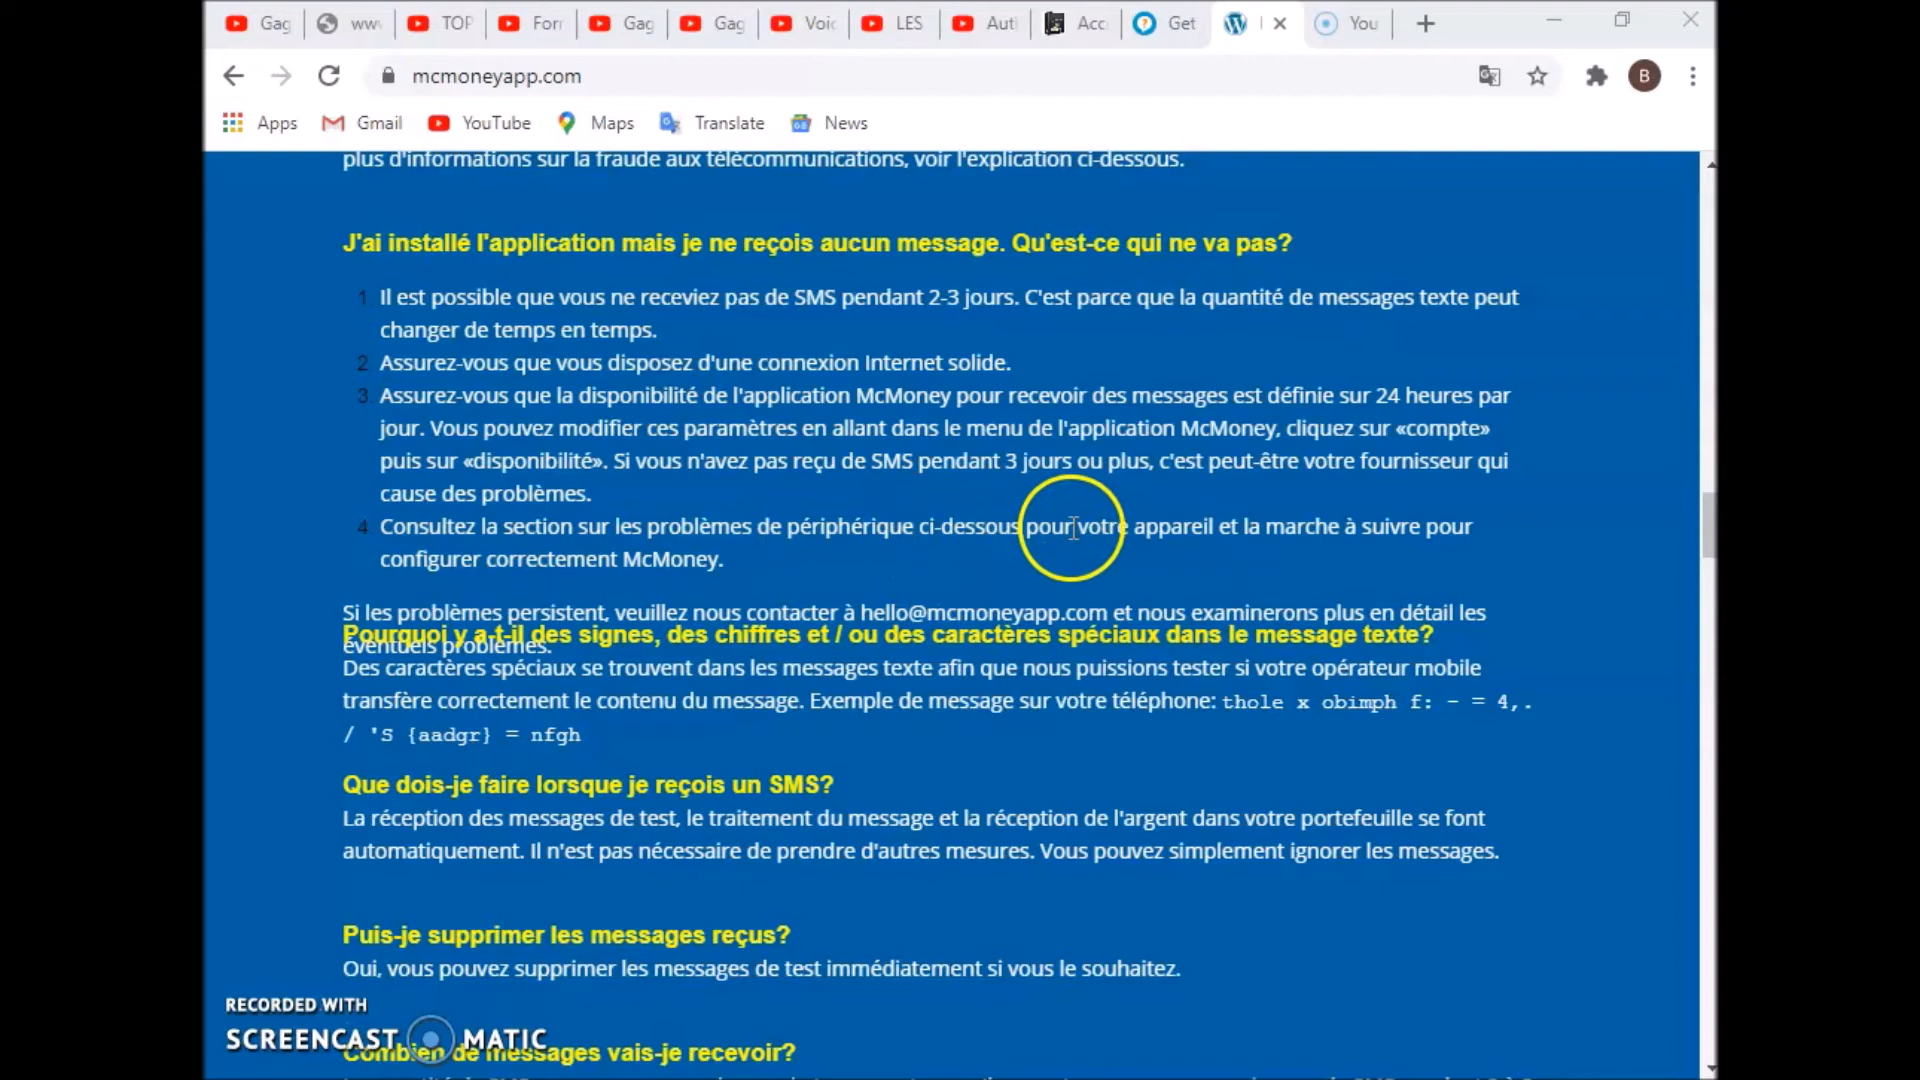 Gag
www
TOP
For
Gag
Gag
Voic
LES
Aut
Acc
Get
You
mcmoneyapp.com
B
Apps
Gmail
YouTube
Maps
Translate
News
plus d'informations sur la fraude aux télécommunications, voir l'explication ci-dessous.
J'ai installé l'application mais je ne reçois aucun message. Qu'est-ce qui ne va pas?
1 Il est possible que vous ne receviez pas de SMS pendant 2-3 jours. C'est parce que la quantité de messages texte peut
changer de temps en temps.
2 Assurez-vous que vous disposez d'une connexion Internet solide.
3 Assurez-vous que la disponibilité de l'application McMoney pour recevoir des messages est définie sur 24 heures par
jour. Vous pouvez modifier ces paramètres en allant dans le menu de l'application McMoney, cliquez sur «compte»
puis sur «disponibilité». Si vous n'avez pas reçu de SMS pendant 3 jours ou plus, c'est peut-être votre fournisseur qui
cause des problèmes.
4 Consultez la section sur les problèmes de périphérique ci-dessous pour votre appareil et la marche à suivre pour
configurer correctement McMoney.
Si les problèmes persistent, veuillez nous contacter à hello@mcmoneyapp.com et nous examinerons plus en détail les
Pourquoi y a-t-il des signes, des chiffres et / ou des caractères spéciaux dans le message texte?
éventuels problèmes.
Des caractères spéciaux se trouvent dans les messages texte afin que nous puissions tester si votre opérateur mobile
transfère correctement le contenu du message. Exemple de message sur votre téléphone: thole x obimph f: - = 4,.
/ 'S {aadgr} = nfgh
Que dois-je faire lorsque je reçois un SMS?
La réception des messages de test, le traitement du message et la réception de l'argent dans votre portefeuille se font
automatiquement. Il n'est pas nécessaire de prendre d'autres mesures. Vous pouvez simplement ignorer les messages.
Puis-je supprimer les messages reçus?
Oui, vous pouvez supprimer les messages de test immédiatement si vous le souhaitez.
RECORDED WITH
SCREENCAST MATIC
Combien de messages vais-je recevoir?